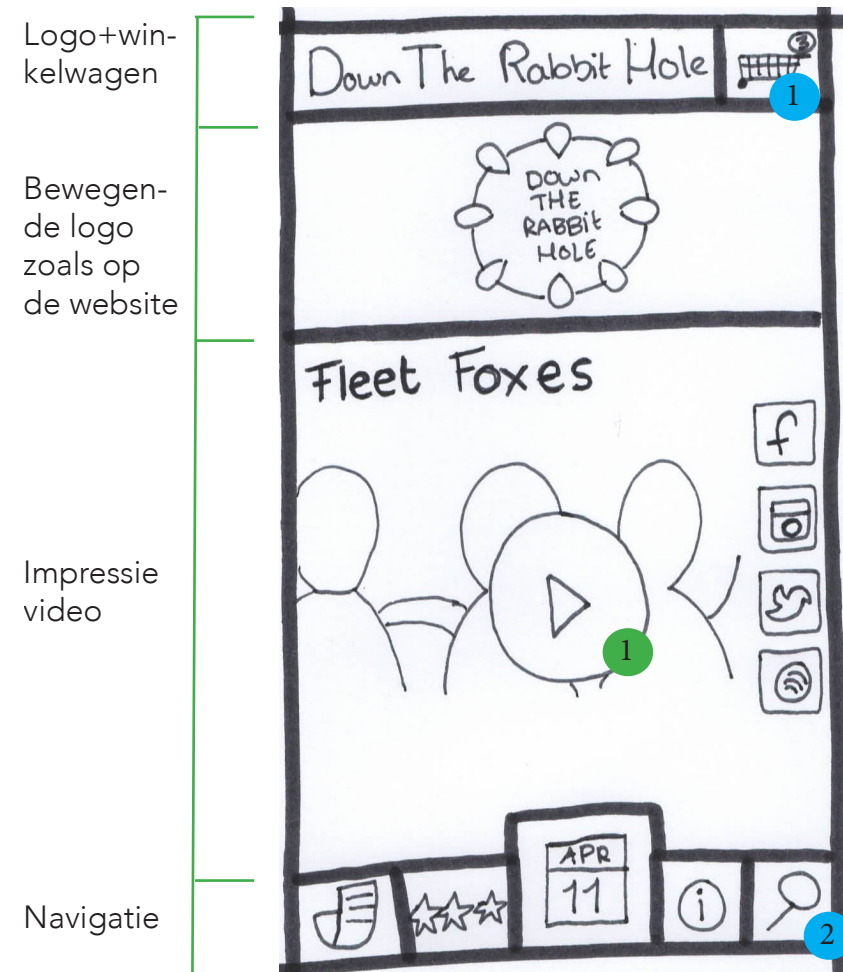 Logo+win-
kelwagen
Down The Rabbit Hole
3
1
Bewegen-
de logo
zoals op
de website
DOWN
THE
RABBit
HOLE
Fleet Foxes
f
Impressie
video
1
Navigatie
APR
11
i
2